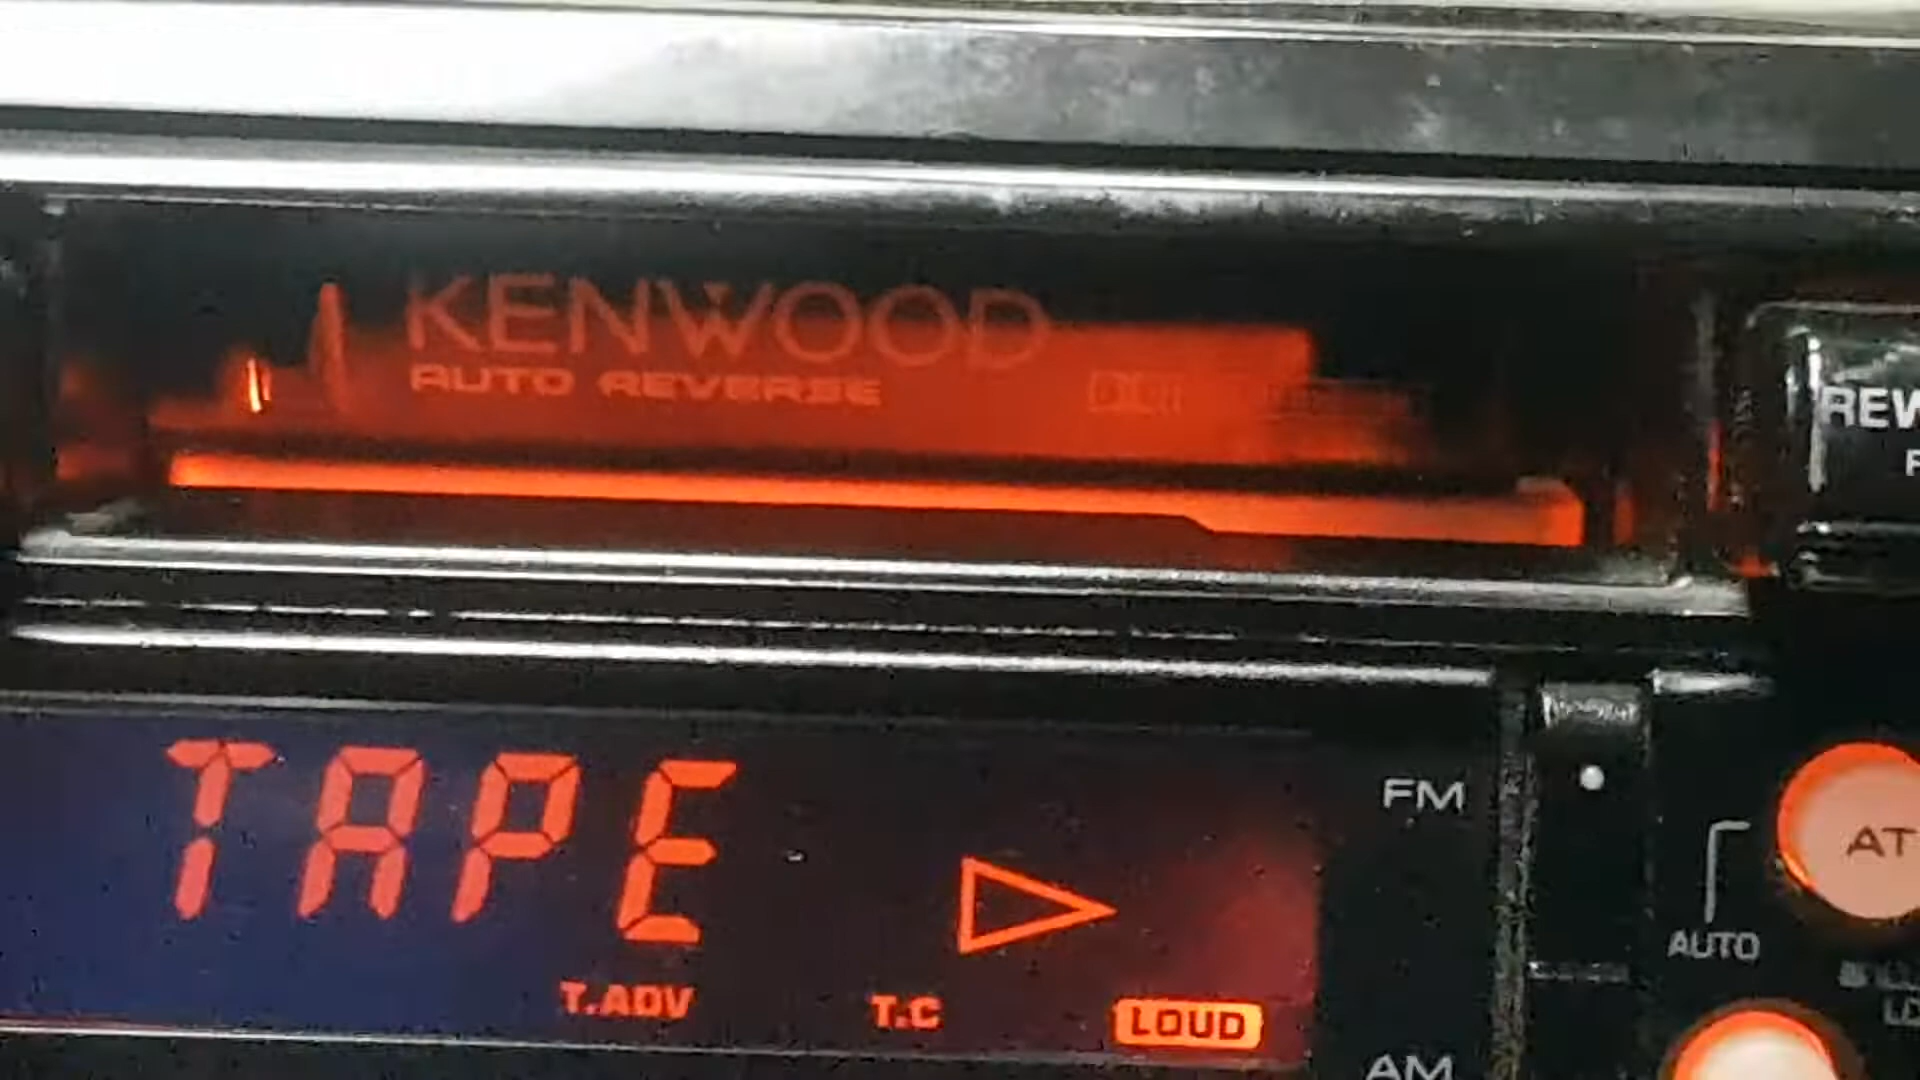 KENWOOD
AUTO REVERSE
REW
TAPE
FM
AT
AUTO
T.ADV
T.C
LOUD
AM